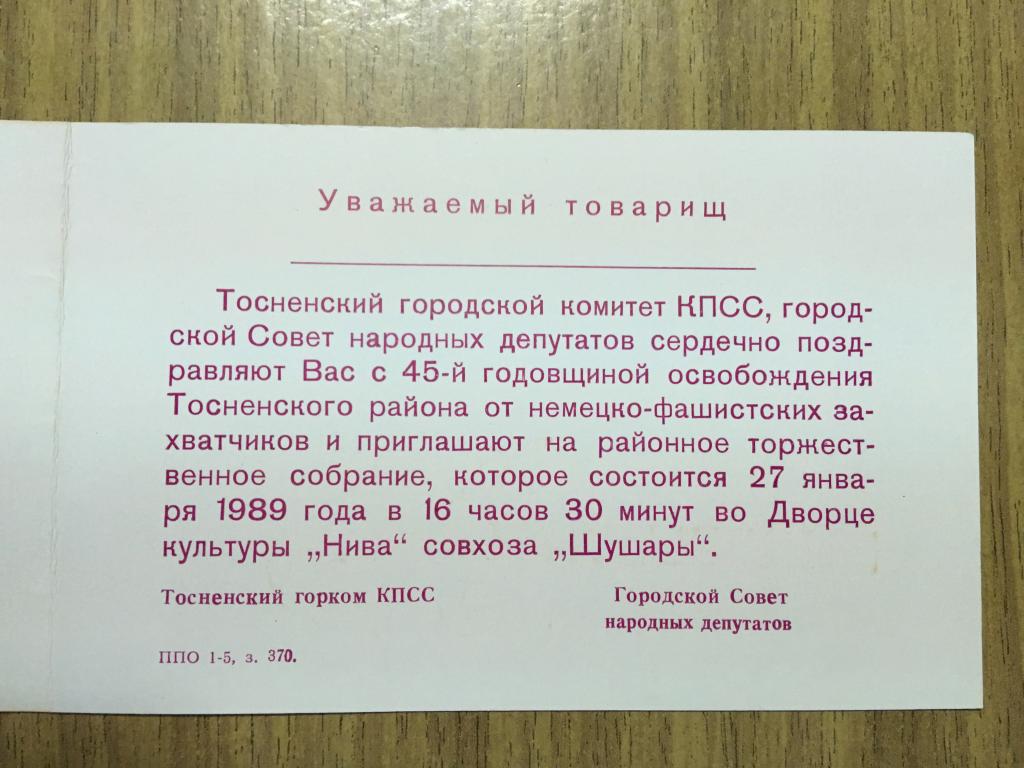 Уважаемый товарищ
Тосненский городской комитет КПСС, город-
ской Совет народных депутатов сердечно позд-
равляют Вас с 45-й годовщиной освобождения
Тосненского района от немецко-фашистских за-
хватчиков и приглашают на районное торжест-
венное собрание, которое состоится 27 янва-
ря 1989 года в 16 часов 30 минут во Дворце
культуры „Нива“ совхоза „Шушары“.
Тосненский горком КПСС
Городской Совет
народных депутатов
ППО 1-5, з. 370.